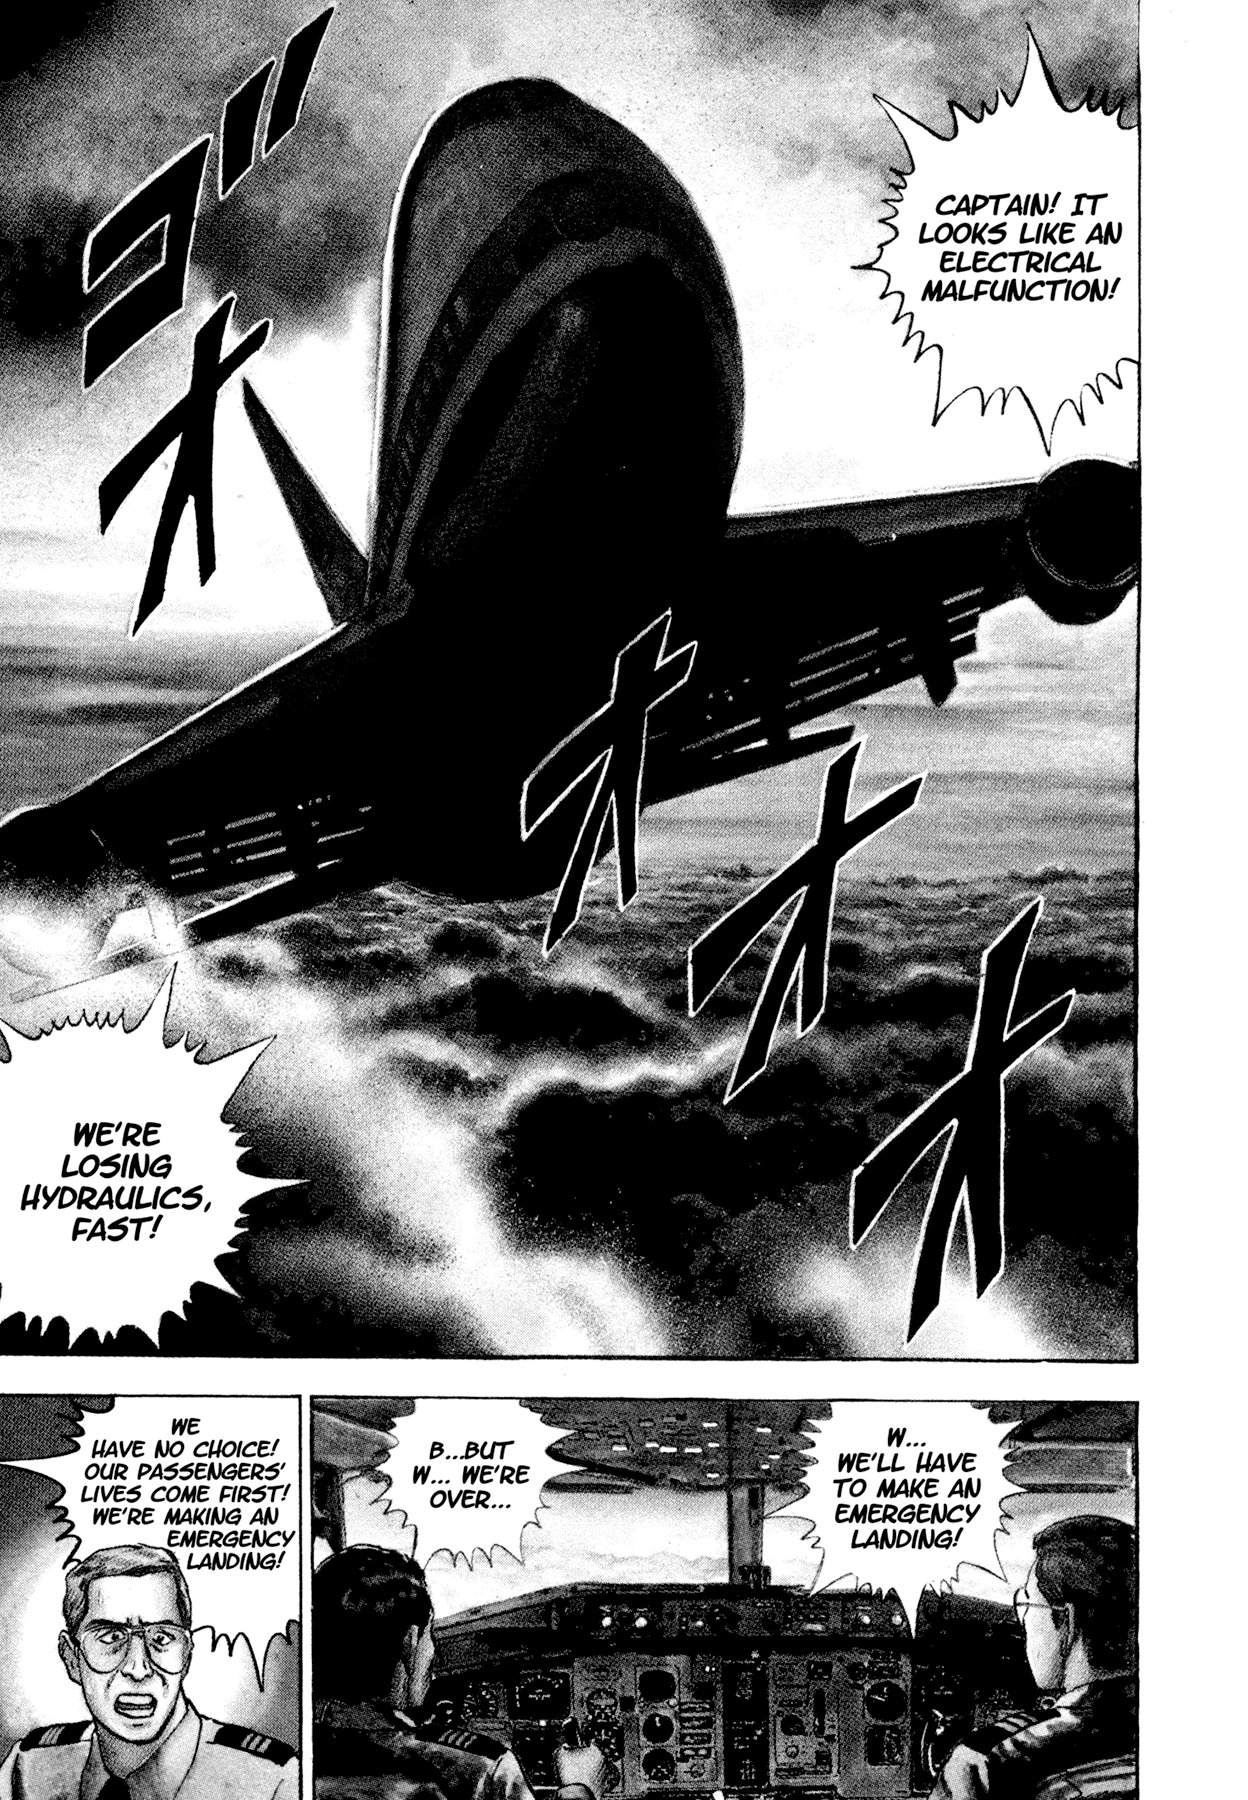 CAPTAIN! IT
LOOKS LIKE AN
ELECTRICAL
MALFUNCTION!
ゴ
オ
オ
オ
オ
WE'RE
LOSING
HYDRAULICS,
FAST!
W...
WE'LL HAVE
TO MAKE AN
EMERGENCY
LANDING!
B...BUT
W... WE'RE
OVER...
WE
HAVE NO CHOICE!
OUR PASSENGERS'
LIVES COME FIRST!
WE'RE MAKING AN
EMERGENCY
LANDING!